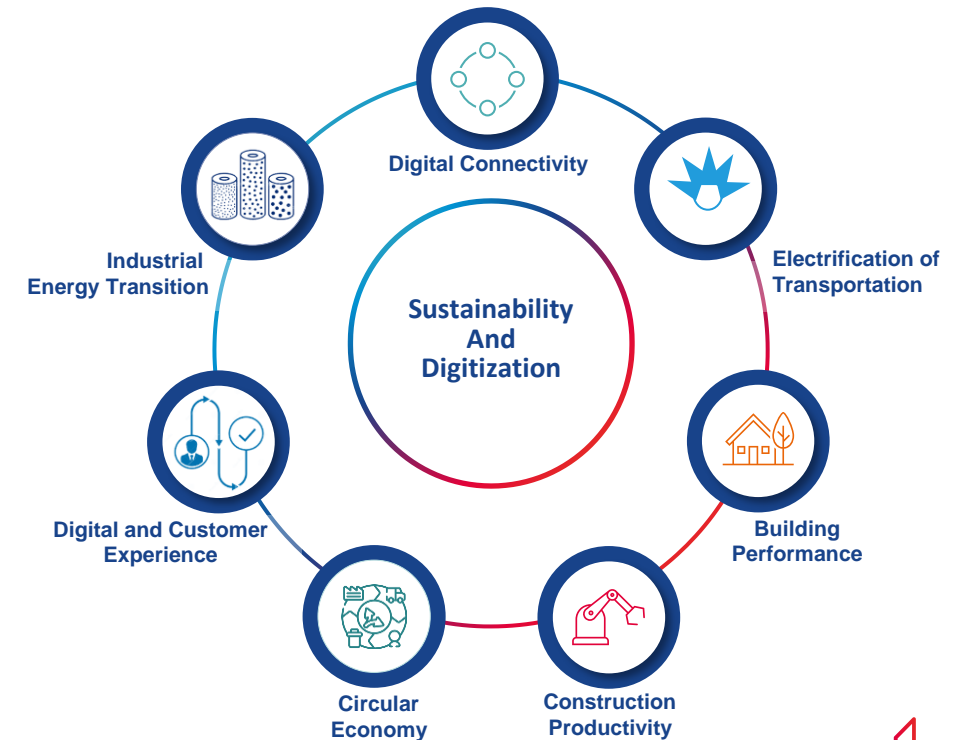 Digital Connectivity
Industrial
Energy Transition
Electrification of
Transportation
Sustainability
And
Digitization
Digital and Customer
Experience
Building
Performance
Circular
Economy
Construction
Productivity